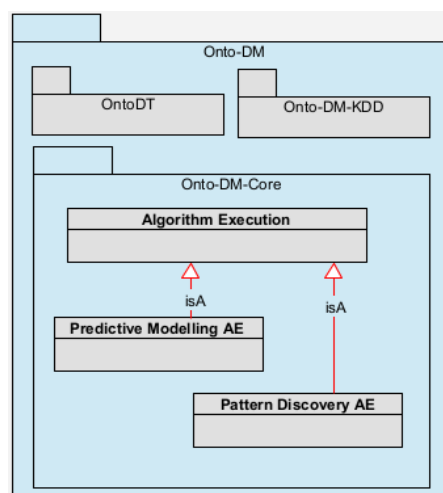 Onto-DM
OntoDT
Onto-DM-KDD
Onto-DM-Core
Algorithm Execution
isA
isA
Predictive Modelling AE
Pattern Discovery AE